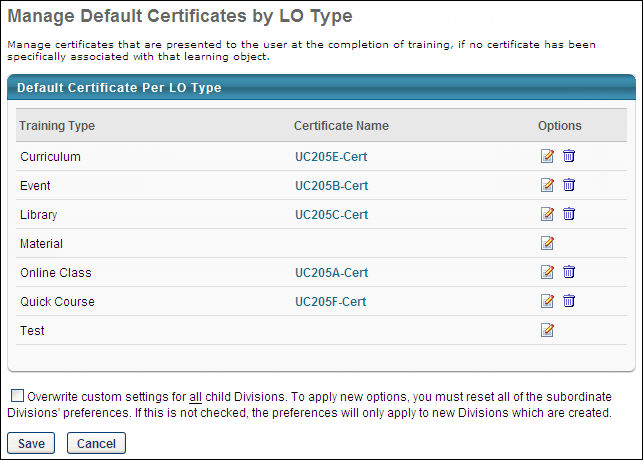 Manage Default Certificates by LO Type
Manage certificates that are presented to the user at the completion of training, if no certificate has been
specifically associated with that learning object.
Default Certificate Per LO Type
Training Type Certificate Name Options
Curriculum UC205E-Cert
Event UC205B-Cert
Library UC205C-Cert
Material
Online Class UC205A-Cert
Quick Course UC205F-Cert
Test
Overwrite custom settings for all child Divisions. To apply new options, you must reset all of the subordinate
Divisions' preferences. If this is not checked, the preferences will only apply to new Divisions which are created.
Save Cancel